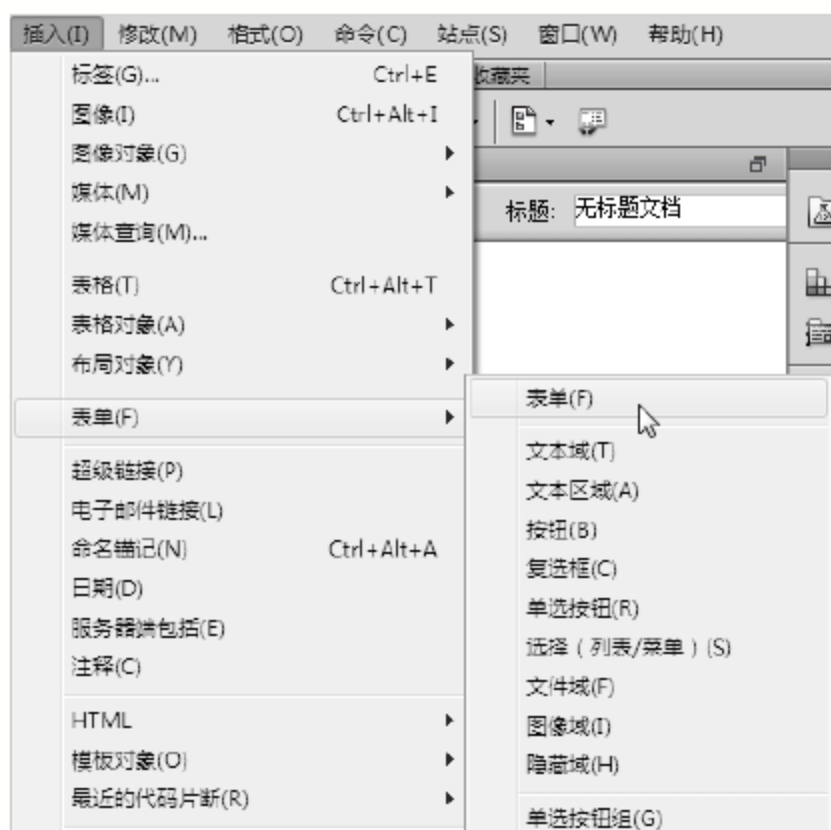 插入(I) 修改(M) 格式(O) 命令(C) 站点(S) 窗口(W) 帮助(H)
标签(G)... Ctrl+E
收藏夹
图像(I) Ctrl+Alt+I
图像对象(G)
媒体(M)
标题: 无标题文档
媒体查询(M)...
表格(T) Ctrl+Alt+T
表格对象(A)
布局对象(Y)
表单(F)
超级链接(P)
电子邮件链接(L)
命名锚记(N) Ctrl+Alt+A
日期(D)
服务器端包括(E)
注释(C)
HTML
模板对象(O)
最近的代码片断(R)
表单(F)
文本域(T)
文本区域(A)
按钮(B)
复选框(C)
单选按钮(R)
选择(列表/菜单)(S)
文件域(F)
图像域(I)
隐藏域(H)
单选按钮组(G)